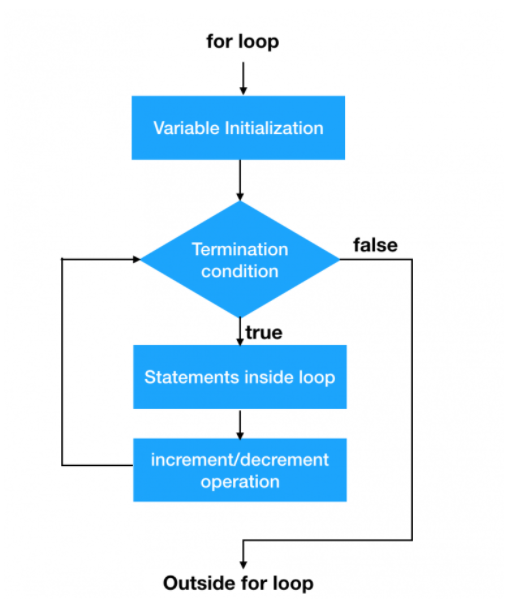 for loop
Variable Initialization
Termination
condition
false
true
Statements inside loop
increment/decrement
operation
Outside for loop